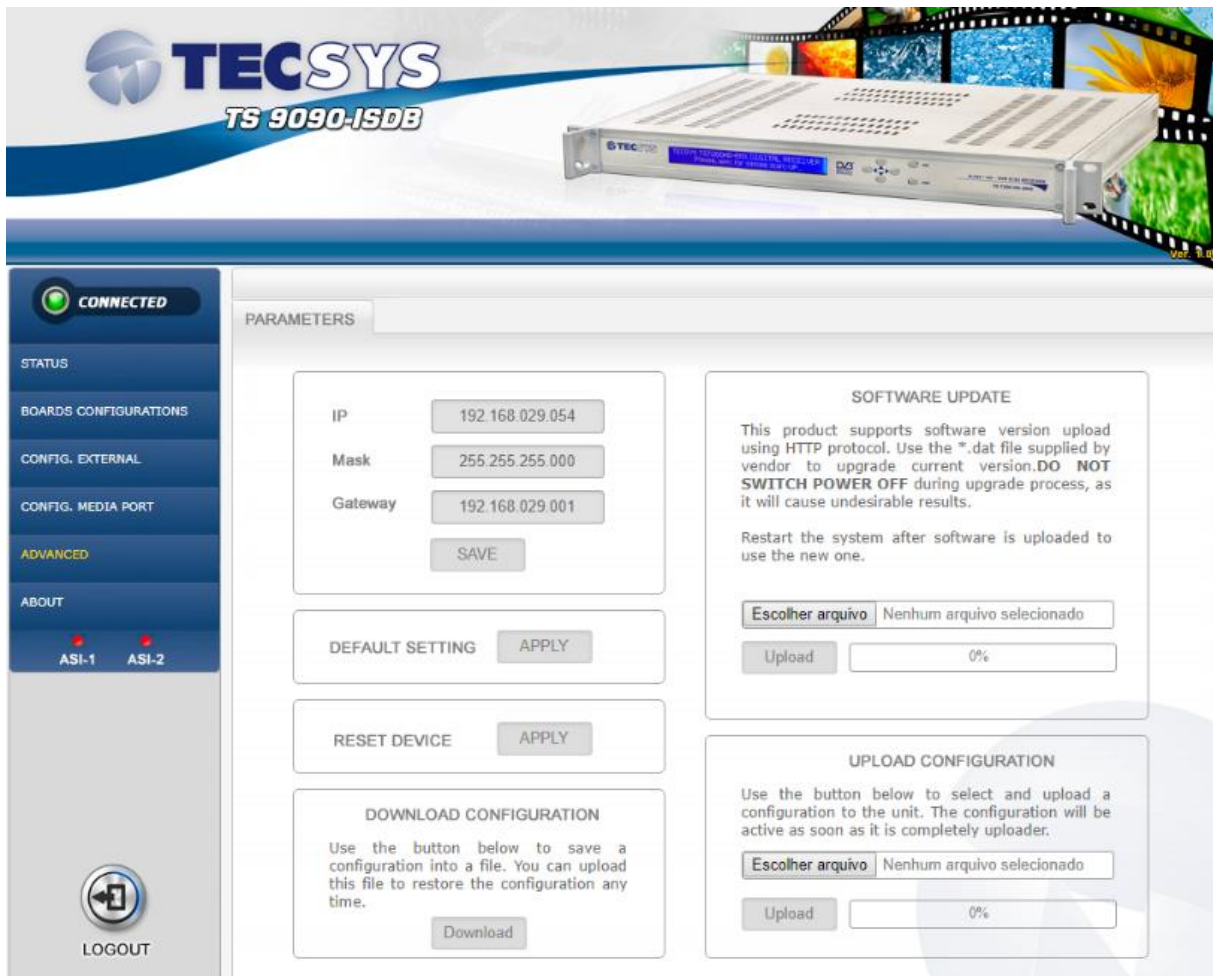 TECSYS
TS 9090-ISDB
TECSYS
DVB
Ver. 1.0
CONNECTED
STATUS
BOARDS CONFIGURATIONS
CONFIG. EXTERNAL
CONFIG. MEDIA PORT
ADVANCED
ABOUT
ASI-1 ASI-2
LOGOUT
PARAMETERS
IP 192.168.029.054
Mask 255.255.255.000
Gateway 192.168.029.001
SAVE
DEFAULT SETTING APPLY
RESET DEVICE APPLY
DOWNLOAD CONFIGURATION
Use the button below to save a
configuration into a file. You can upload
this file to restore the configuration any
time.
Download
SOFTWARE UPDATE
This product supports software version upload
using HTTP protocol. Use the *.dat file supplied by
vendor to upgrade current version.DO NOT
SWITCH POWER OFF during upgrade process, as
it will cause undesirable results.
Restart the system after software is uploaded to
use the new one.
Escolher arquivo Nenhum arquivo selecionado
Upload 0%
UPLOAD CONFIGURATION
Use the button below to select and upload a
configuration to the unit. The configuration will be
active as soon as it is completely uploader.
Escolher arquivo Nenhum arquivo selecionado
Upload 0%